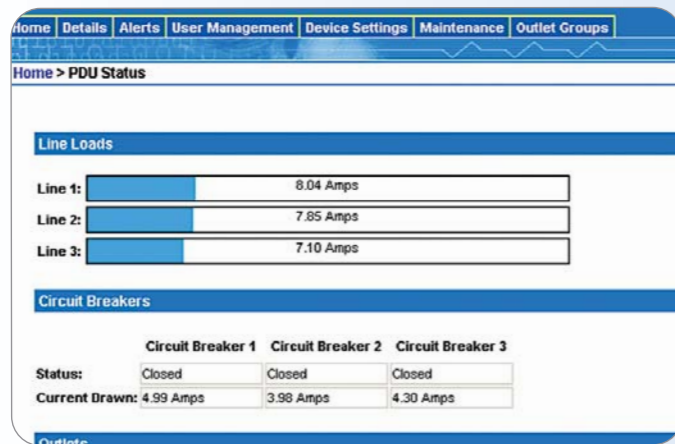 Home Details Alerts User Management Device Settings Maintenance Outlet Groups
Home > PDU Status
Line Loads
Line 1: 8.04 Amps
Line 2: 7.85 Amps
Line 3: 7.10 Amps
Circuit Breakers
Circuit Breaker 1 Circuit Breaker 2 Circuit Breaker 3
Status: Closed Closed Closed
Current Drawn: 4.99 Amps 3.98 Amps 4.30 Amps
Outlets